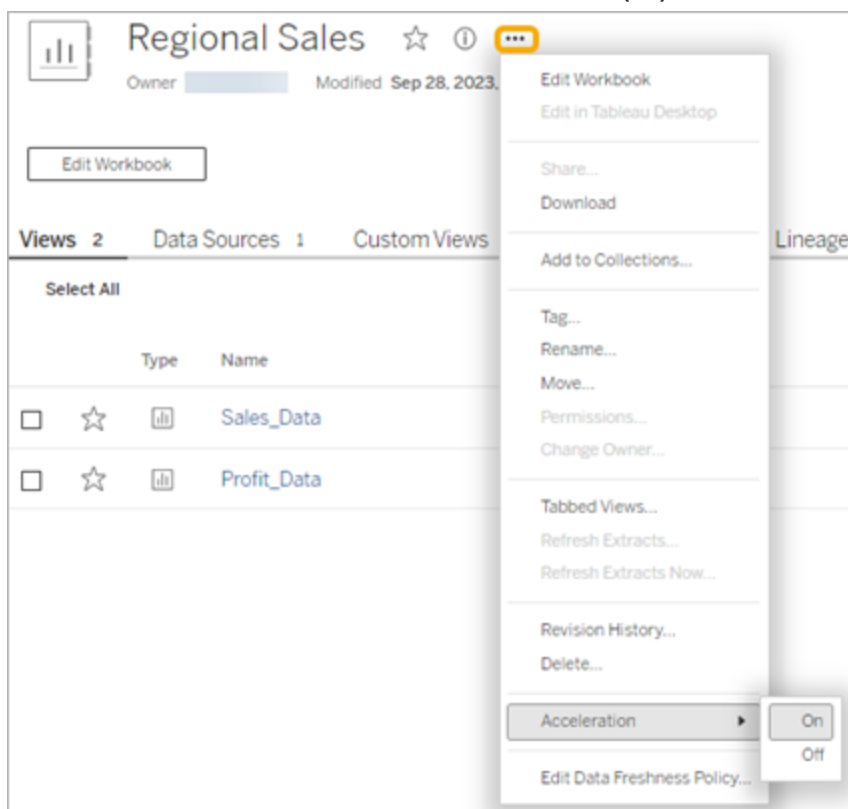 Regional Sales
Owner Modified Sep 28, 2023,
Edit Workbook
Views 2 Data Sources 1 Custom Views Lineage
Select All
Type Name
Sales_Data
Profit_Data
Edit Workbook
Edit in Tableau Desktop
Share...
Download
Add to Collections...
Tag...
Rename...
Move...
Permissions...
Change Owner...
Tabbed Views...
Refresh Extracts...
Refresh Extracts Now...
Revision History...
Delete...
Acceleration
On
Off
Edit Data Freshness Policy...